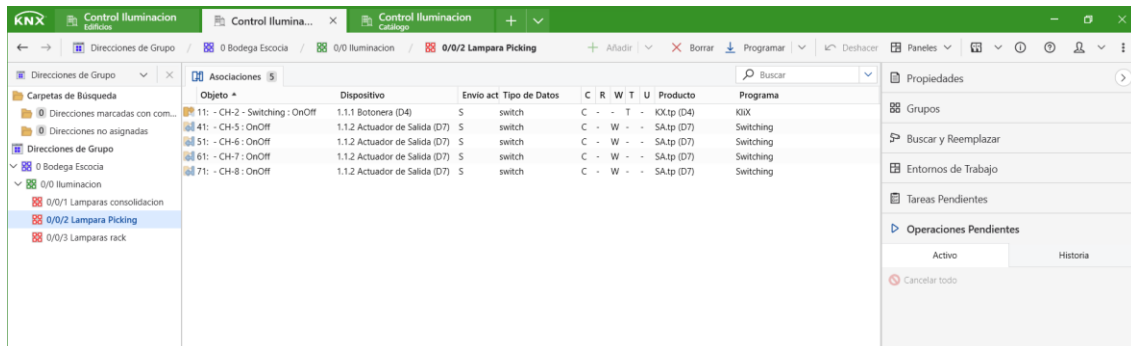 KNX
Control Iluminacion
Edificios
Control Ilumina...
Control Iluminacion
Catálogo
Direcciones de Grupo / 0 Bodega Escocia / 0/0 Iluminacion / 0/0/2 Lampara Picking
Añadir Borrar Programar Deshacer Paneles
Direcciones de Grupo
Carpetas de Búsqueda
0 Direcciones marcadas con com...
0 Direcciones no asignadas
Direcciones de Grupo
0 Bodega Escocia
0/0 Iluminacion
0/0/1 Lamparas consolidacion
0/0/2 Lampara Picking
0/0/3 Lamparas rack
Asociaciones 5
Buscar
Objeto Dispositivo Envío act Tipo de Datos C R W T U Producto Programa
11: - CH-2 - Switching : OnOff 1.1.1 Botonera (D4) S switch C - - T - KX.tp (D4) KliX
41: - CH-5 : OnOff 1.1.2 Actuador de Salida (D7) S switch C - W - - SA.tp (D7) Switching
51: - CH-6 : OnOff 1.1.2 Actuador de Salida (D7) S switch C - W - - SA.tp (D7) Switching
61: - CH-7 : OnOff 1.1.2 Actuador de Salida (D7) S switch C - W - - SA.tp (D7) Switching
71: - CH-8 : OnOff 1.1.2 Actuador de Salida (D7) S switch C - W - - SA.tp (D7) Switching
Propiedades
Grupos
Buscar y Reemplazar
Entornos de Trabajo
Tareas Pendientes
Operaciones Pendientes
Activo Historia
Cancelar todo